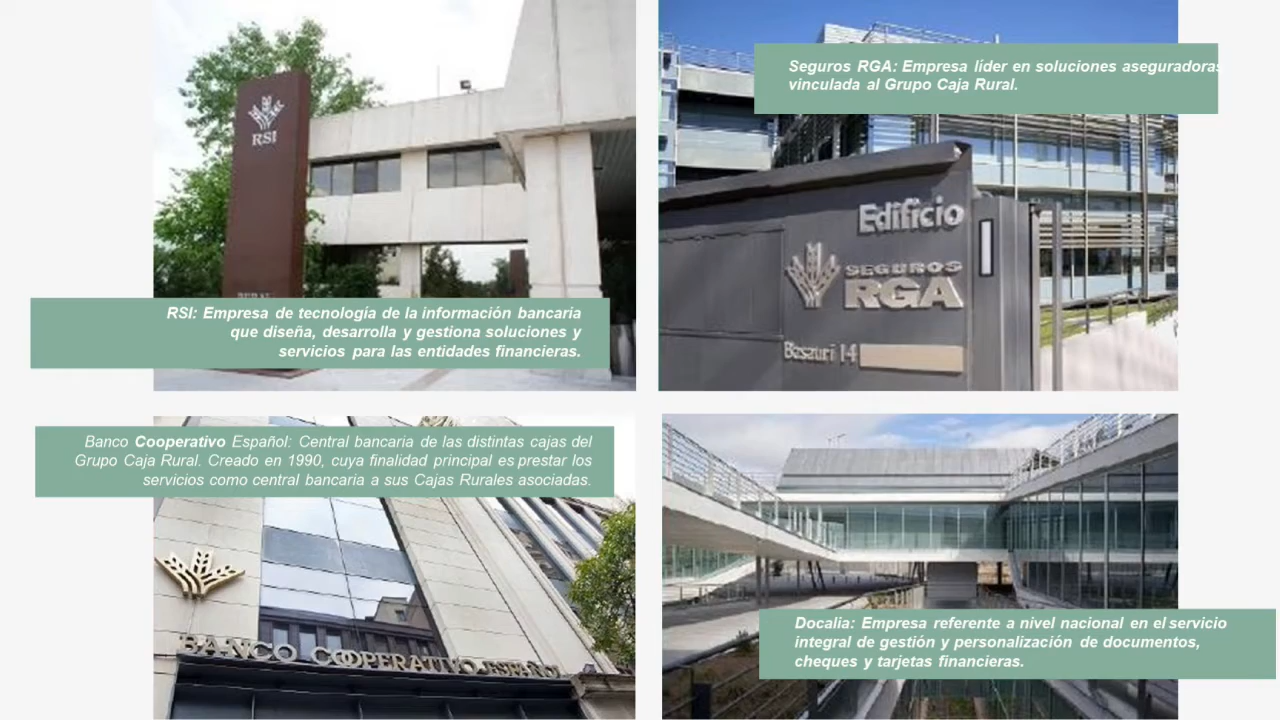 RSI
RSI: Empresa de tecnología de la información bancaria
que diseña, desarrolla y gestiona soluciones y
servicios para las entidades financieras.
Seguros RGA: Empresa líder en soluciones aseguradoras
vinculada al Grupo Caja Rural.
Edificio
SEGUROS
RGA
Basauri 14
Banco Cooperativo Español: Central bancaria de las distintas cajas del
Grupo Caja Rural. Creado en 1990, cuya finalidad principal es prestar los
servicios como central bancaria a sus Cajas Rurales asociadas.
BANCO COOPERATIVO ESPAÑOL
Docalia: Empresa referente a nivel nacional en el servicio
integral de gestión y personalización de documentos,
cheques y tarjetas financieras.